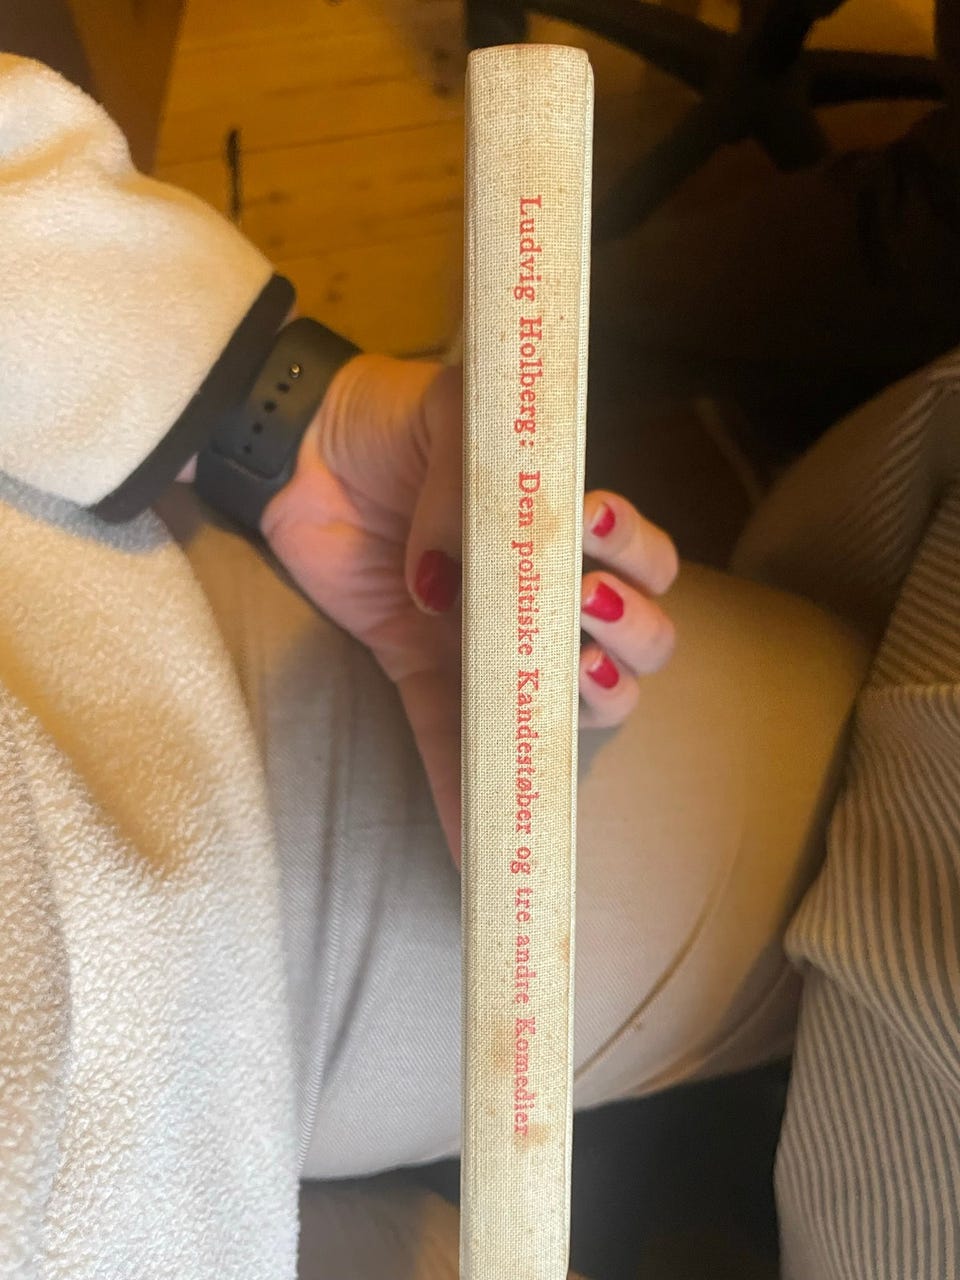 Ludvig Holberg: Den politiske Kandestøber og tre andre Komedier